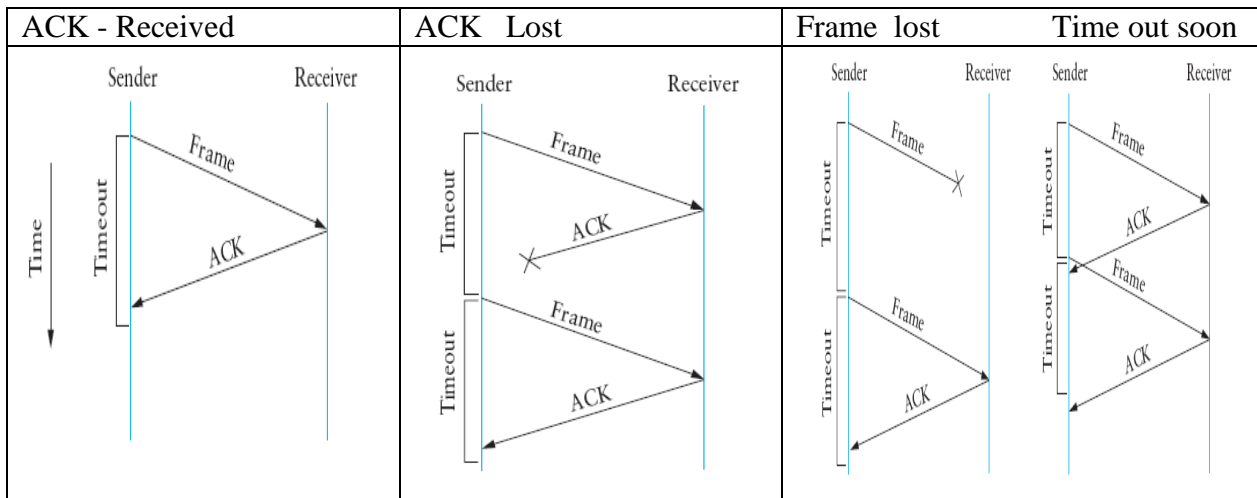 ACK - Received
Sender Receiver
Time
Timeout
Frame
ACK
ACK Lost
Sender Receiver
Timeout
Frame
ACK
Timeout
Frame
ACK
Frame lost
Sender Receiver
Timeout
Frame
Timeout
Frame
ACK
Time out soon
Sender Receiver
Timeout
Frame
ACK
Timeout
Frame
ACK